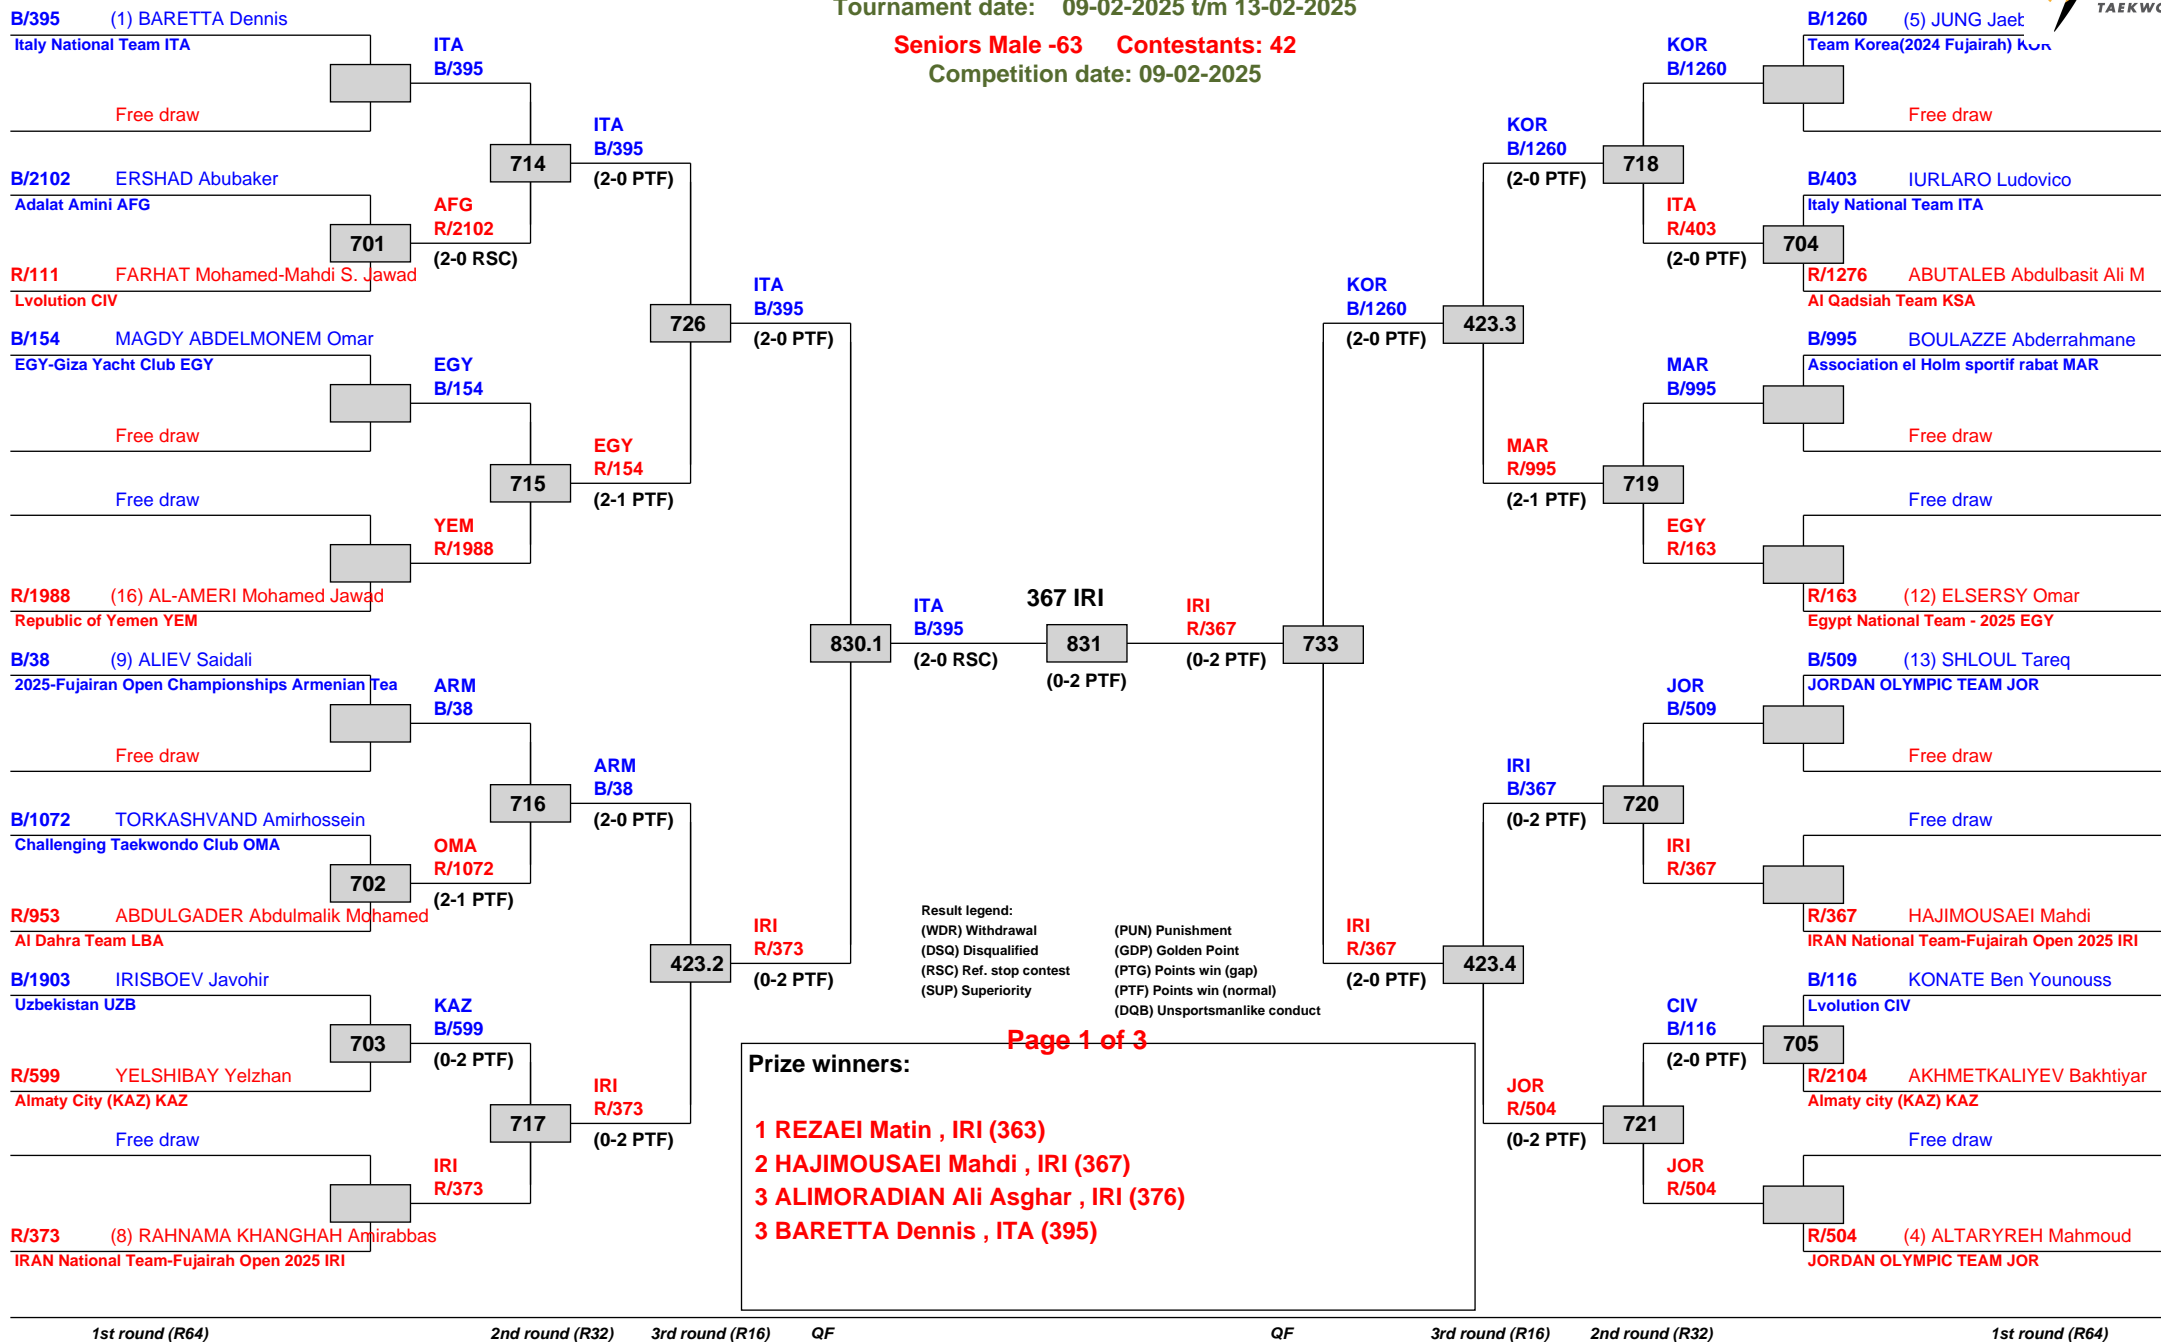 Tournament date: 09-02-2025 t/m 13-02-2025
Seniors Male -63 Contestants: 42
Competition date: 09-02-2025
TAEKWO
B/395 (1) BARETTA Dennis
Italy National Team ITA
Free draw
B/2102 ERSHAD Abubaker
Adalat Amini AFG
701
R/111 FARHAT Mohamed-Mahdi S. Jawad
Lvolution CIV
B/154 MAGDY ABDELMONEM Omar
EGY-Giza Yacht Club EGY
Free draw
Free draw
R/1988 (16) AL-AMERI Mohamed Jawad
Republic of Yemen YEM
B/38 (9) ALIEV Saidali
2025-Fujairan Open Championships Armenian Tea
Free draw
B/1072 TORKASHVAND Amirhossein
Challenging Taekwondo Club OMA
702
R/953 ABDULGADER Abdulmalik Mohamed
Al Dahra Team LBA
B/1903 IRISBOEV Javohir
Uzbekistan UZB
703
R/599 YELSHIBAY Yelzhan
Almaty City (KAZ) KAZ
Free draw
R/373 (8) RAHNAMA KHANGHAH Amirabbas
IRAN National Team-Fujairah Open 2025 IRI
ITA
B/395
714
AFG
R/2102
(2-0 RSC)
EGY
B/154
715
YEM
R/1988
ARM
B/38
716
OMA
R/1072
(2-1 PTF)
KAZ
B/599
(0-2 PTF)
717
IRI
R/373
ITA
B/395
(2-0 PTF)
726
EGY
R/154
(2-1 PTF)
ARM
B/38
(2-0 PTF)
423.2
IRI
R/373
(0-2 PTF)
ITA
B/395
(2-0 PTF)
830.1
IRI
R/373
(0-2 PTF)
ITA
B/395
(2-0 RSC)
367 IRI
831
(0-2 PTF)
IRI
R/367
(0-2 PTF)
733
KOR
B/1260
(2-0 PTF)
423.3
IRI
R/367
(2-0 PTF)
423.4
KOR
B/1260
(2-0 PTF)
718
MAR
R/995
(2-1 PTF)
719
IRI
B/367
(0-2 PTF)
720
JOR
R/504
(0-2 PTF)
721
KOR
B/1260
ITA
R/403
(2-0 PTF)
704
MAR
B/995
EGY
R/163
JOR
B/509
IRI
R/367
CIV
B/116
(2-0 PTF)
705
JOR
R/504
B/1260 (5) JUNG Jaeb
Team Korea(2024 Fujairah) KOR
Free draw
B/403 IURLARO Ludovico
Italy National Team ITA
R/1276 ABUTALEB Abdulbasit Ali M
Al Qadsiah Team KSA
B/995 BOULAZZE Abderrahmane
Association el Holm sportif rabat MAR
Free draw
Free draw
R/163 (12) ELSERSY Omar
Egypt National Team - 2025 EGY
B/509 (13) SHLOUL Tareq
JORDAN OLYMPIC TEAM JOR
Free draw
Free draw
R/367 HAJIMOUSAEI Mahdi
IRAN National Team-Fujairah Open 2025 IRI
B/116 KONATE Ben Younouss
Lvolution CIV
R/2104 AKHMETKALIYEV Bakhtiyar
Almaty city (KAZ) KAZ
Free draw
R/504 (4) ALTARYREH Mahmoud
JORDAN OLYMPIC TEAM JOR
Result legend:
(WDR) Withdrawal (PUN) Punishment
(DSQ) Disqualified (GDP) Golden Point
(RSC) Ref. stop contest (PTG) Points win (gap)
(SUP) Superiority (PTF) Points win (normal)
(DQB) Unsportsmanlike conduct
Page 1 of 3
Prize winners:
1 REZAEI Matin , IRI (363)
2 HAJIMOUSAEI Mahdi , IRI (367)
3 ALIMORADIAN Ali Asghar , IRI (376)
3 BARETTA Dennis , ITA (395)
1st round (R64) 2nd round (R32) 3rd round (R16) QF QF 3rd round (R16) 2nd round (R32) 1st round (R64)